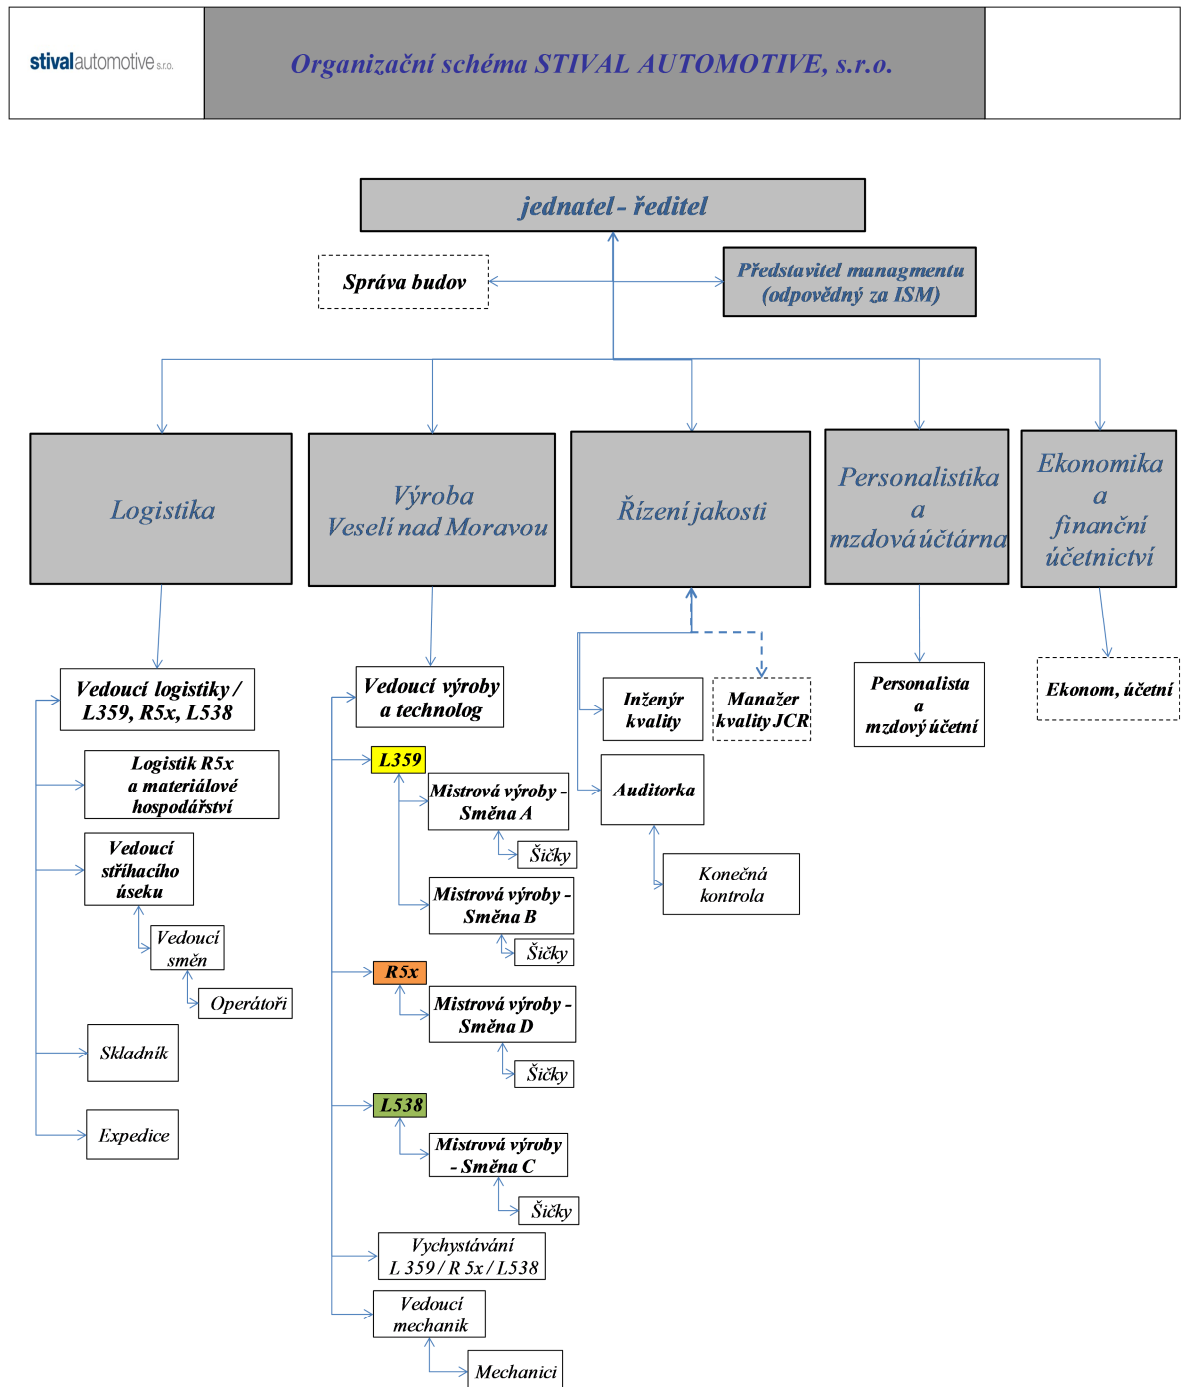 stival automotive s.r.o.
Organizační schéma STIVAL AUTOMOTIVE, s.r.o.
jednatel - ředitel
Správa budov
Představitel managmentu
(odpovědný za ISM)
Logistika
Výroba
Veselí nad Moravou
Řízení jakosti
Personalistika
a
mzdová účtárna
Ekonomika
a
finanční
účetnictví
Vedoucí logistiky /
L359, R5x, L538
Logistik R5x
a materiálové
hospodářství
Vedoucí
stříhacího
úseku
Vedoucí
směn
Operátoři
Skladník
Expedice
Vedoucí výroby
a technolog
L359
Mistrová výroby -
Směna A
Šičky
Mistrová výroby -
Směna B
Šičky
R5x
Mistrová výroby -
Směna D
Šičky
L538
Mistrová výroby
- Směna C
Šičky
Vychystávání
L 359 / R 5x / L538
Vedoucí
mechanik
Mechanici
Inženýr
kvality
Manažer
kvality JCR
Auditorka
Konečná
kontrola
Personalista
a
mzdový účetní
Ekonom, účetní